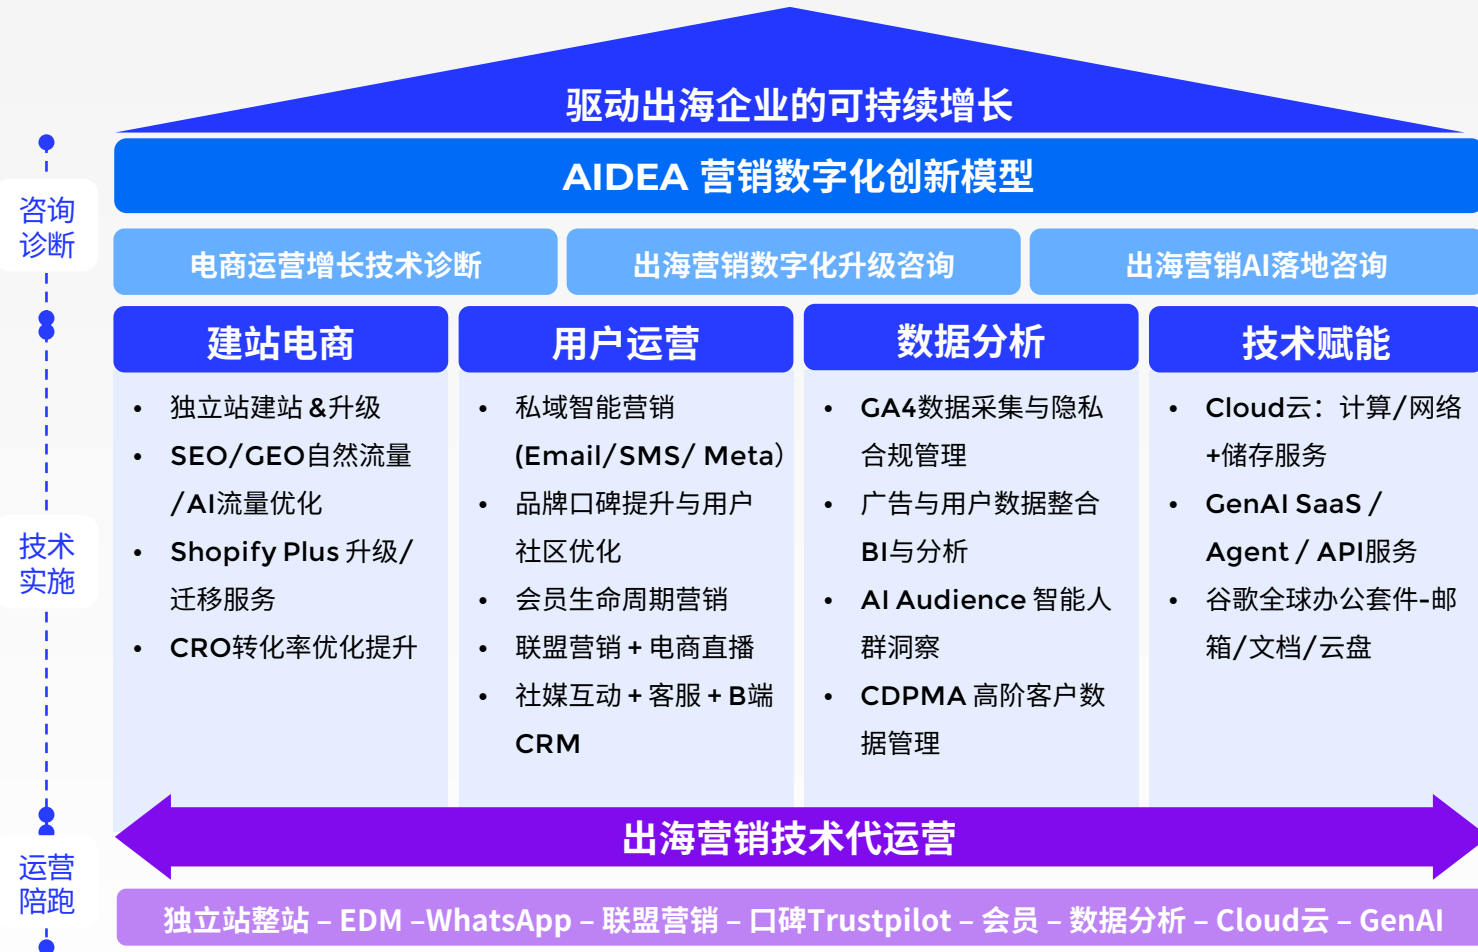 驱动出海企业的可持续增长
AIDEA 营销数字化创新模型
咨询
诊断
电商运营增长技术诊断
出海营销数字化升级咨询
出海营销AI落地咨询
技术
实施
建站电商
• 独立站建站 &升级
• SEO/GEO自然流量
/AI流量优化
• Shopify Plus 升级/
迁移服务
• CRO转化率优化提升
用户运营
• 私域智能营销
(Email/SMS/ Meta）
• 品牌口碑提升与用户
社区优化
• 会员生命周期营销
• 联盟营销 + 电商直播
• 社媒互动 + 客服 + B端
CRM
数据分析
• GA4数据采集与隐私
合规管理
• 广告与用户数据整合
BI与分析
• AI Audience 智能人
群洞察
• CDPMA 高阶客户数
据管理
技术赋能
• Cloud云：计算/网络
+储存服务
• GenAI SaaS /
Agent / API服务
• 谷歌全球办公套件-邮
箱/文档/云盘
运营
陪跑
出海营销技术代运营
独立站整站 – EDM –WhatsApp – 联盟营销 – 口碑Trustpilot – 会员 – 数据分析 – Cloud云 – GenAI